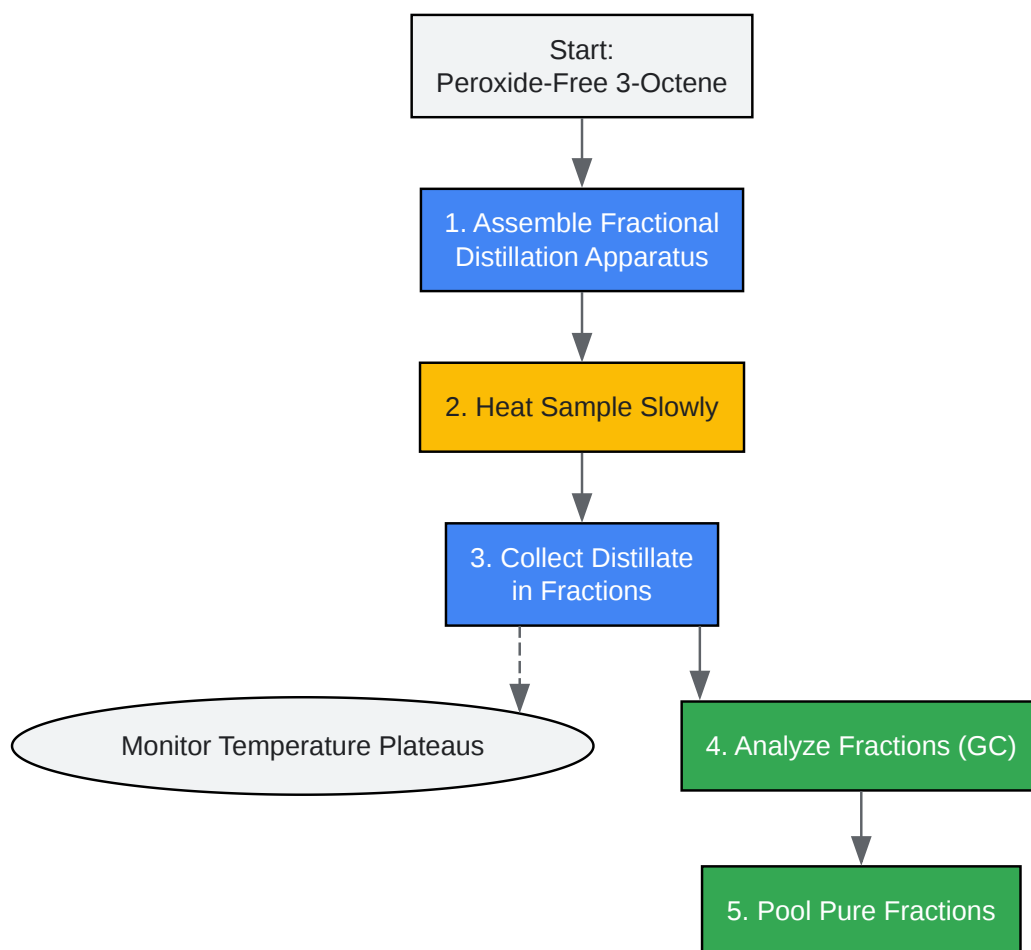 Start:
Peroxide-Free 3-Octene
1. Assemble Fractional
Distillation Apparatus
2. Heat Sample Slowly
3. Collect Distillate
in Fractions
Monitor Temperature Plateaus
4. Analyze Fractions (GC)
5. Pool Pure Fractions